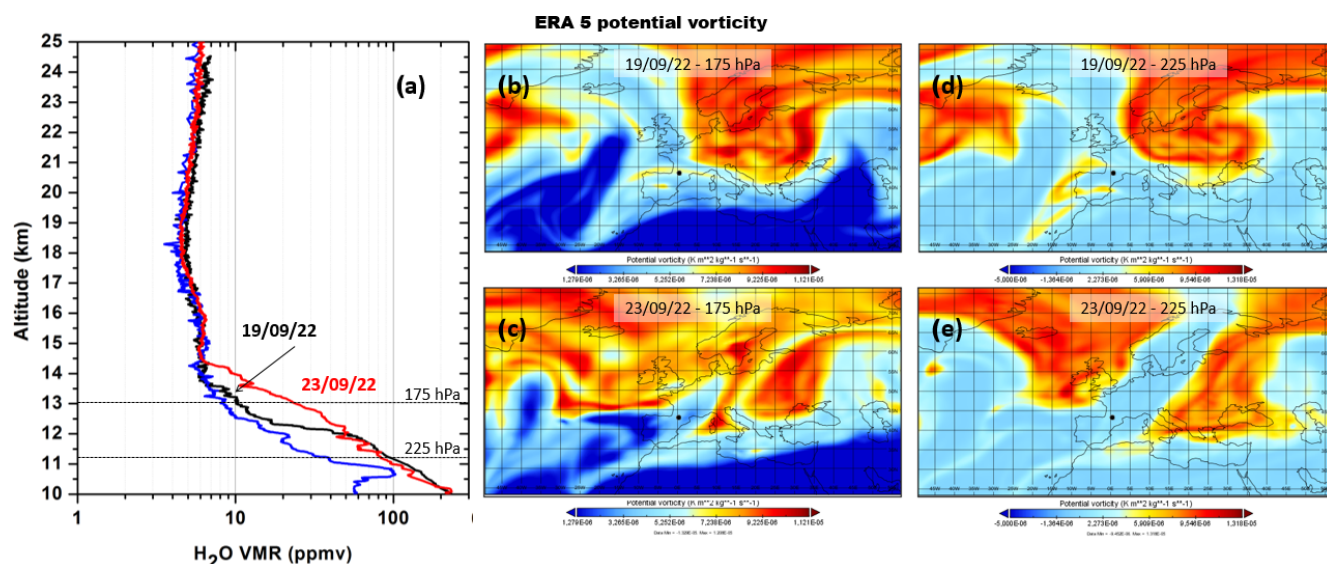 ERA 5 potential vorticity
25
24
23
22
21
20
19
18
17
16
15
14
13
12
11
10
Altitude (km)
(a)
19/09/22
23/09/22
175 hPa
225 hPa
1
10
100
H2O VMR (ppmv)
(b)
19/09/22 - 175 hPa
Potential vorticity (K m**2 kg**-1 s**-1)
1,279E-06 3,265E-06 5,252E-06 7,238E-06 9,225E-06 1,121E-05
(d)
19/09/22 - 225 hPa
Potential vorticity (K m**2 kg**-1 s**-1)
-5,000E-06 -1,364E-06 2,273E-06 5,909E-06 9,546E-06 1,318E-05
(c)
23/09/22 - 175 hPa
Potential vorticity (K m**2 kg**-1 s**-1)
1,279E-06 3,265E-06 5,252E-06 7,238E-06 9,225E-06 1,121E-05
(e)
23/09/22 - 225 hPa
Potential vorticity (K m**2 kg**-1 s**-1)
-5,000E-06 -1,364E-06 2,273E-06 5,909E-06 9,546E-06 1,318E-05